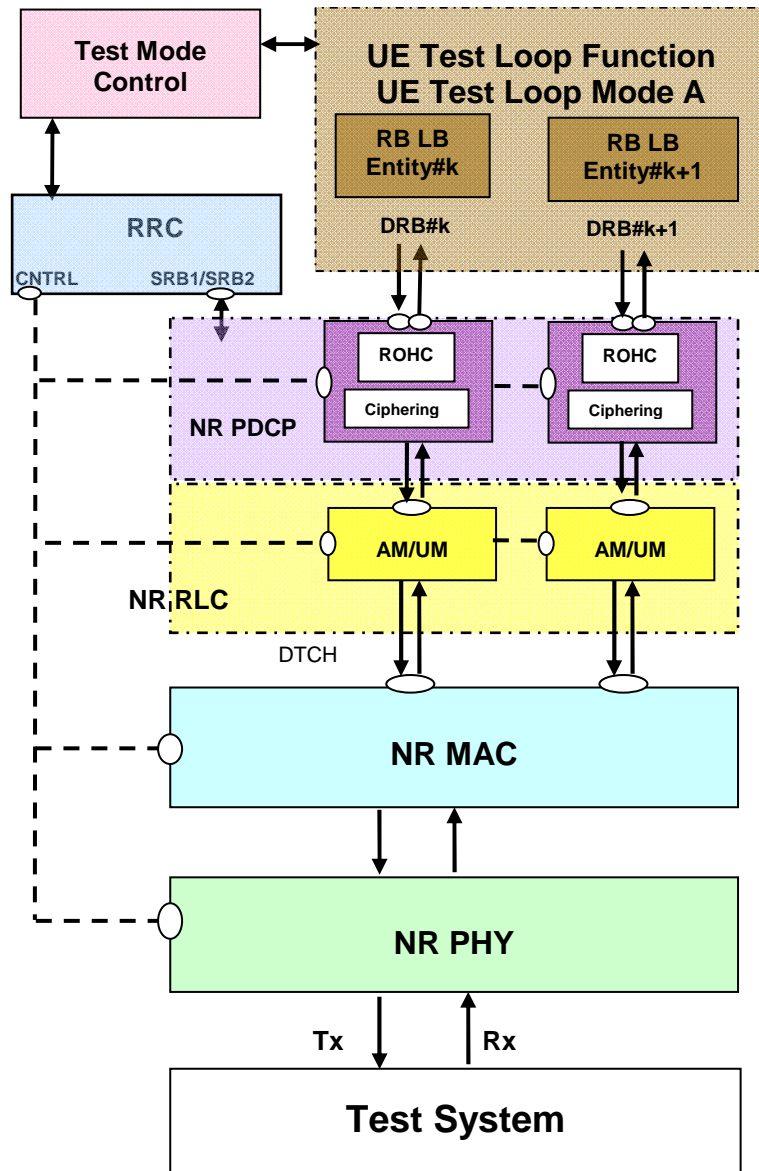 Test Mode
Control
UE Test Loop Function
UE Test Loop Mode A
RB LB
Entity#k
RB LB
Entity#k+1
DRB#k
DRB#k+1
RRC
CNTRL
SRB1/SRB2
ROHC
Ciphering
ROHC
Ciphering
NR PDCP
AM/UM
AM/UM
NR RLC
DTCH
NR MAC
NR PHY
Tx
Rx
Test System